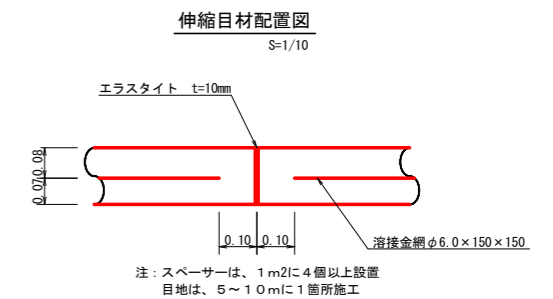 伸縮目材配置図
S=1/10
エラスタイト t=10mm
0.08
0.07
0.10 0.10
溶接金網φ6.0×150×150
注：スペーサーは、１ｍ2に４個以上設置
目地は、５～１０ｍに１箇所施工